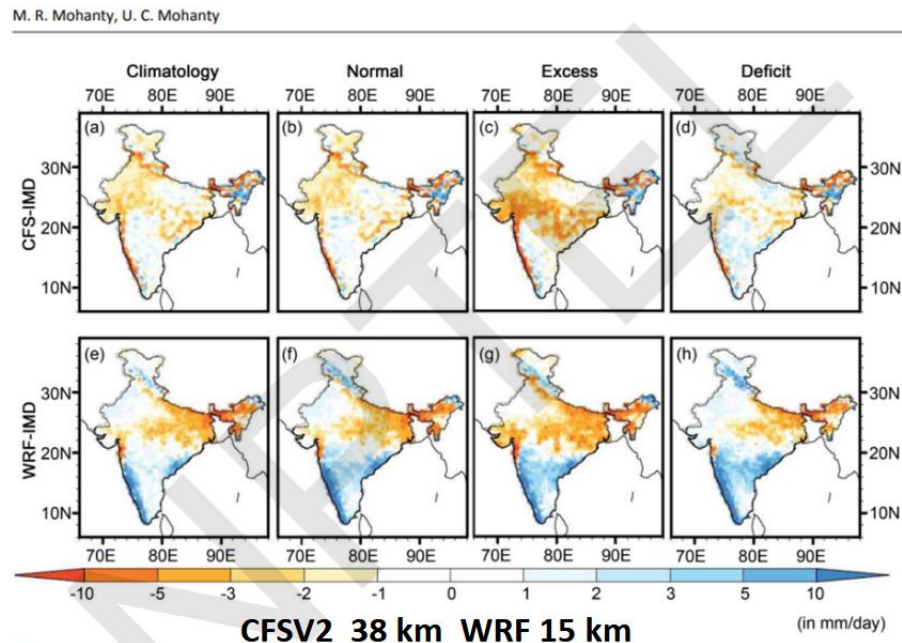 M. R. Mohanty, U. C. Mohanty
Climatology Normal Excess Deficit
70E 80E 90E 70E 80E 90E 70E 80E 90E 70E 80E 90E
(a) (b) (c) (d)
30N 30N
CFS-IMD
20N 20N
10N 10N
(e) (f) (g) (h)
30N 30N
WRF-IMD
20N 20N
10N 10N
70E 80E 90E 70E 80E 90E 70E 80E 90E 70E 80E 90E
-10 -5 -3 -2 -1 0 1 2 3 5 10
(in mm/day)
CFSV2 38 km WRF 15 km
NPTEL